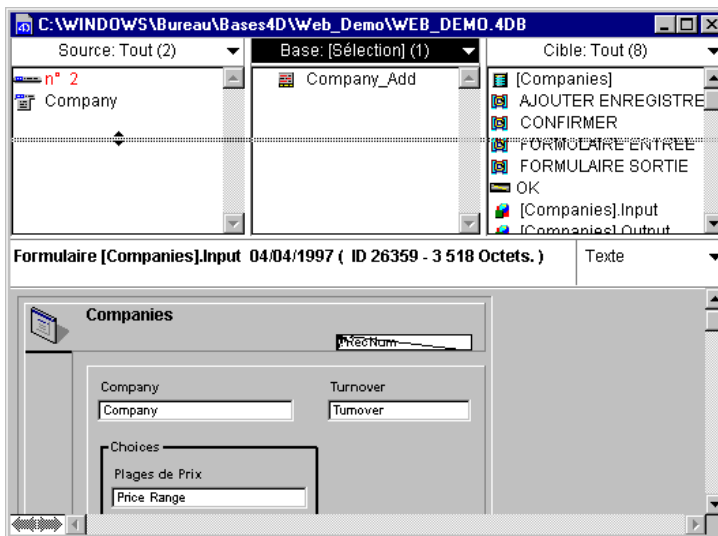 C:\WINDOWS\Bureau\Bases4D\Web_Demo\WEB_DEMO.4DB
Source: Tout (2)
Base: [Sélection] (1)
Cible: Tout (8)
n° 2
Company
Company_Add
[Companies]
AJOUTER ENREGISTRE
CONFIRMER
FORMULAIRE ENTREE
FORMULAIRE SORTIE
OK
[Companies].Input
[Companies].Output
Formulaire [Companies].Input 04/04/1997 ( ID 26359 - 3 518 Octets. )
Texte
Companies
Company
Turnover
Company
Turnover
Choices
Plages de Prix
Price Range